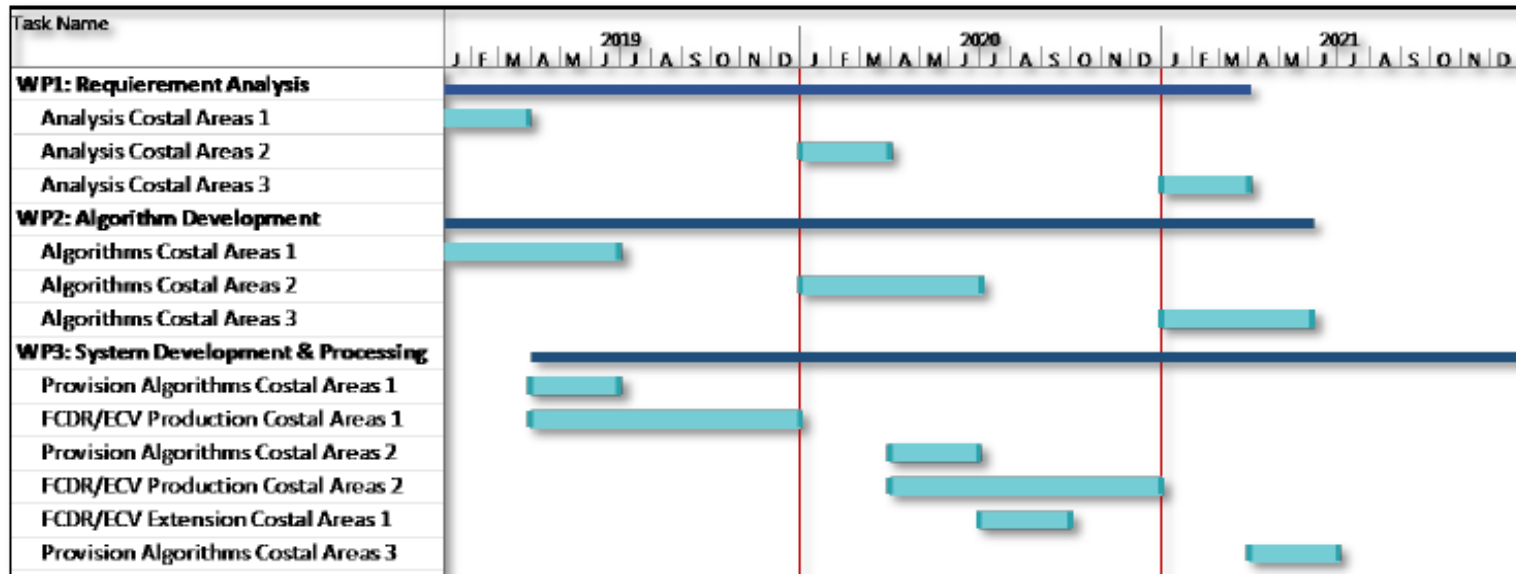 Task Name
2019 2020 2021
J F M A M J J A S O N D J F M A M J J A S O N D J F M A M J J A S O N D
WP1: Requierement Analysis
Analysis Costal Areas 1
Analysis Costal Areas 2
Analysis Costal Areas 3
WP2: Algorithm Development
Algorithms Costal Areas 1
Algorithms Costal Areas 2
Algorithms Costal Areas 3
WP3: System Development & Processing
Provision Algorithms Costal Areas 1
FCDR/ECV Production Costal Areas 1
Provision Algorithms Costal Areas 2
FCDR/ECV Production Costal Areas 2
FCDR/ECV Extension Costal Areas 1
Provision Algorithms Costal Areas 3